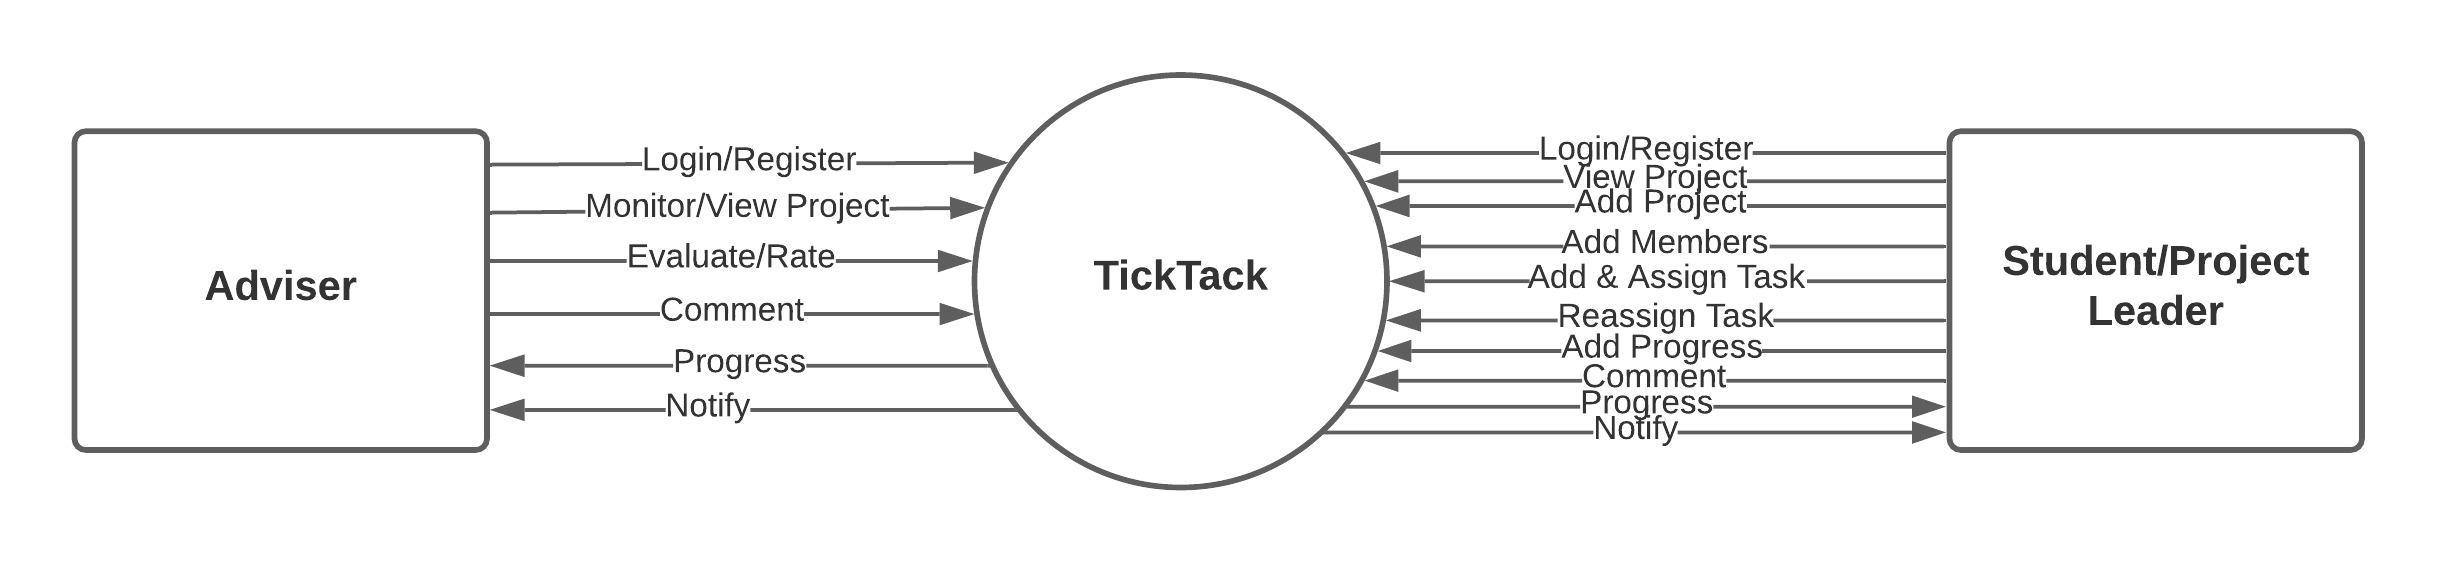 Adviser
Login/Register
Monitor/View Project
Evaluate/Rate
Comment
Progress
Notify
TickTack
Login/Register
View Project
Add Project
Add Members
Add & Assign Task
Reassign Task
Add Progress
Comment
Progress
Notify
Student/Project
Leader